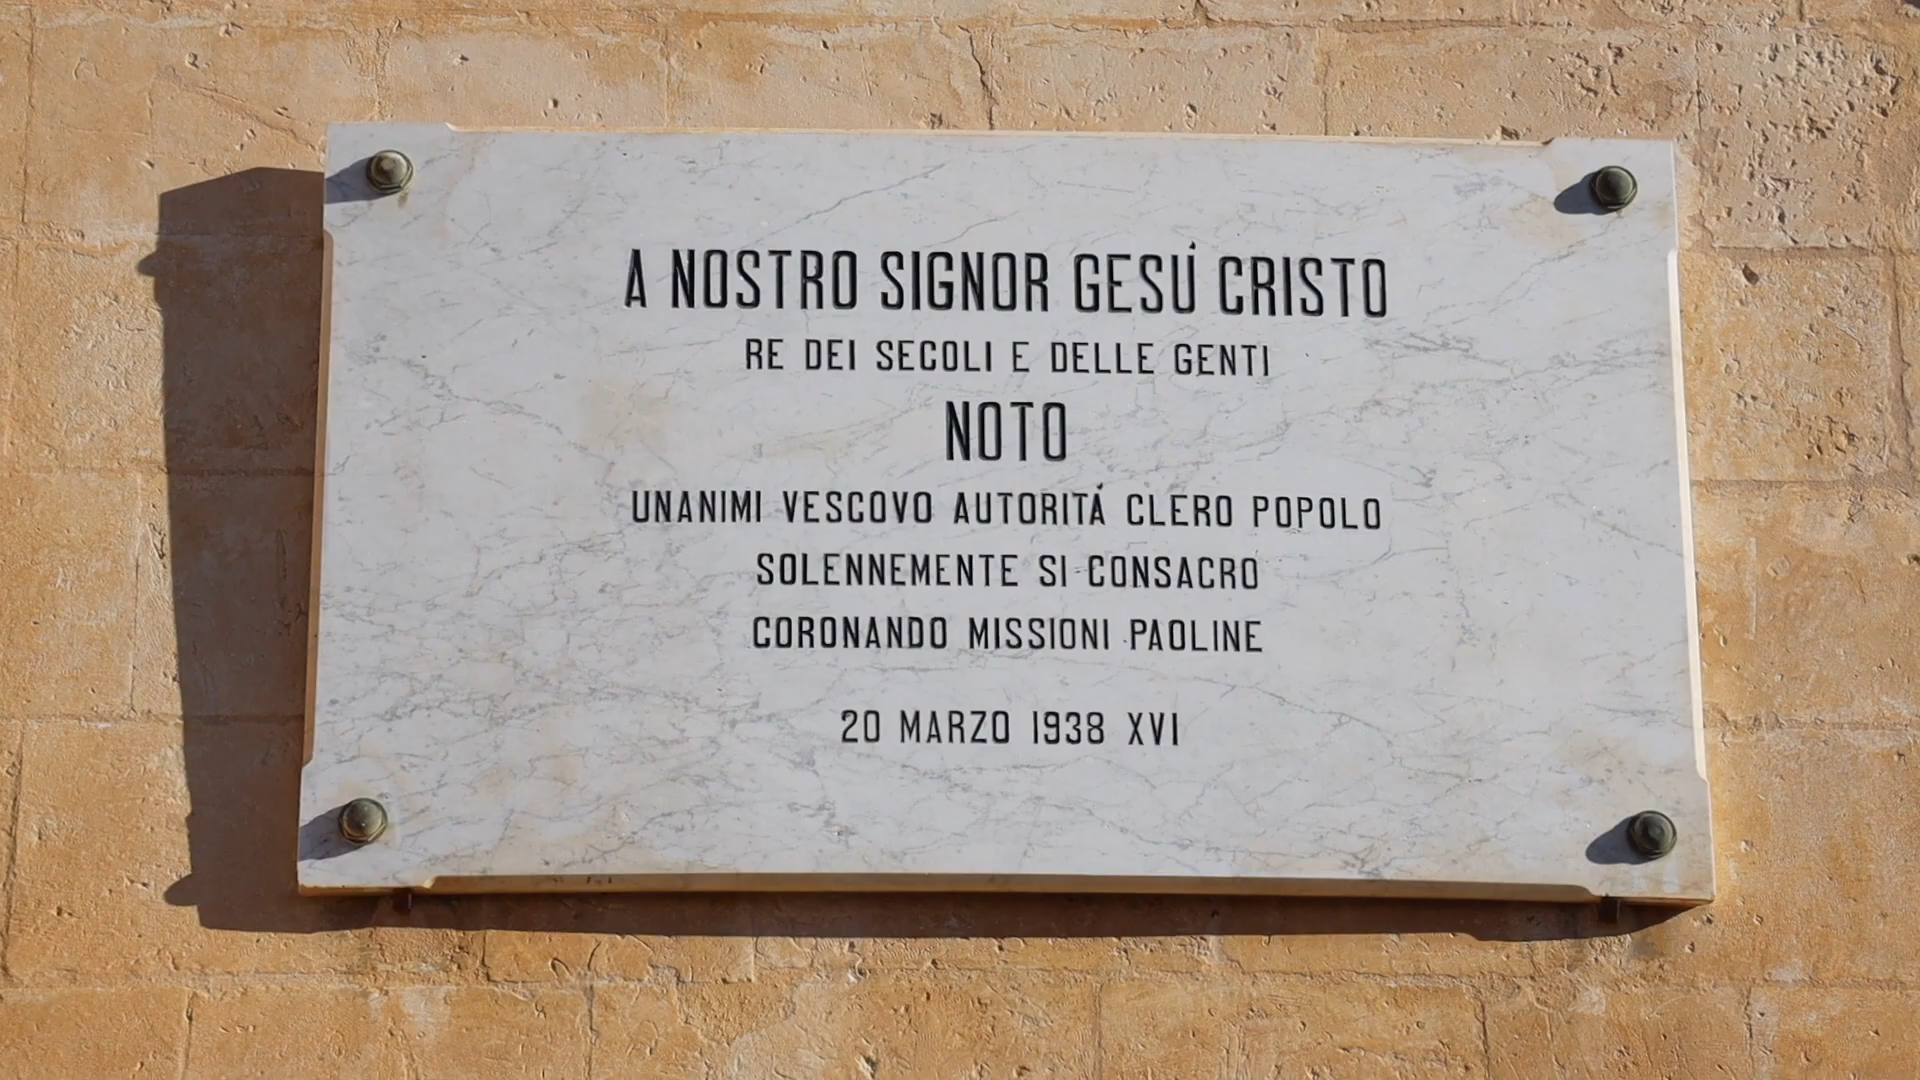 A NOSTRO SIGNOR GESÚ CRISTO
RE DEI SECOLI E DELLE GENTI
NOTO
UNANIMI VESCOVO AUTORITÁ CLERO POPOLO
SOLENNEMENTE SI CONSACRO
CORONANDO MISSIONI PAOLINE
20 MARZO 1938 XVI